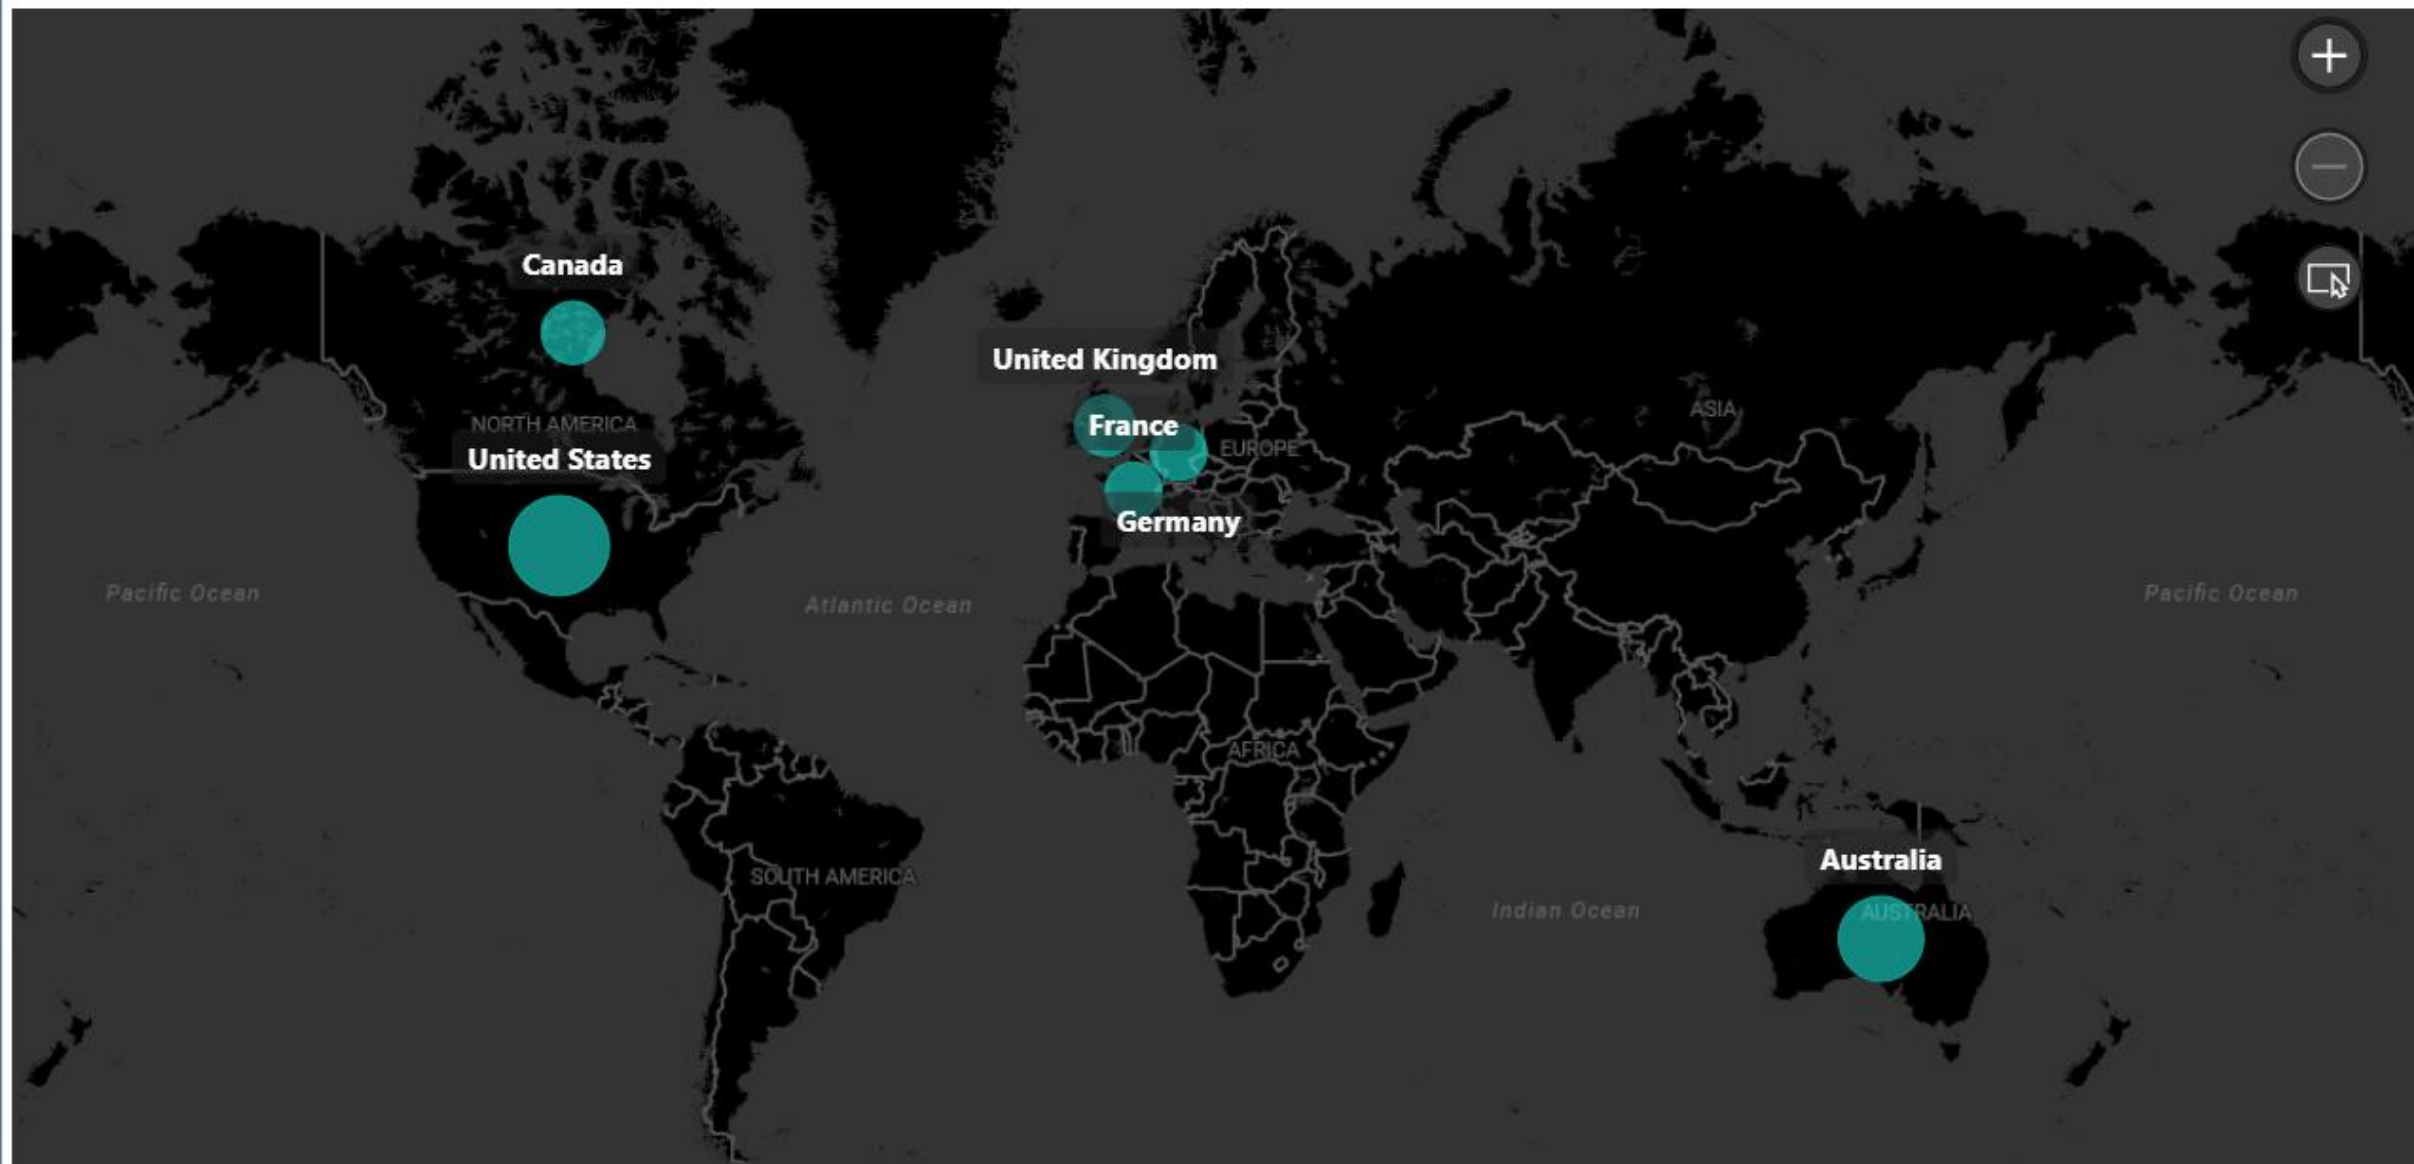 Canada
United Kingdom
NORTH AMERICA
ASIA
France
EUROPE
United States
Germany
Pacific Ocean
Atlantic Ocean
Pacific Ocean
AFRICA
Australia
SOUTH AMERICA
Indian Ocean
AUSTRALIA